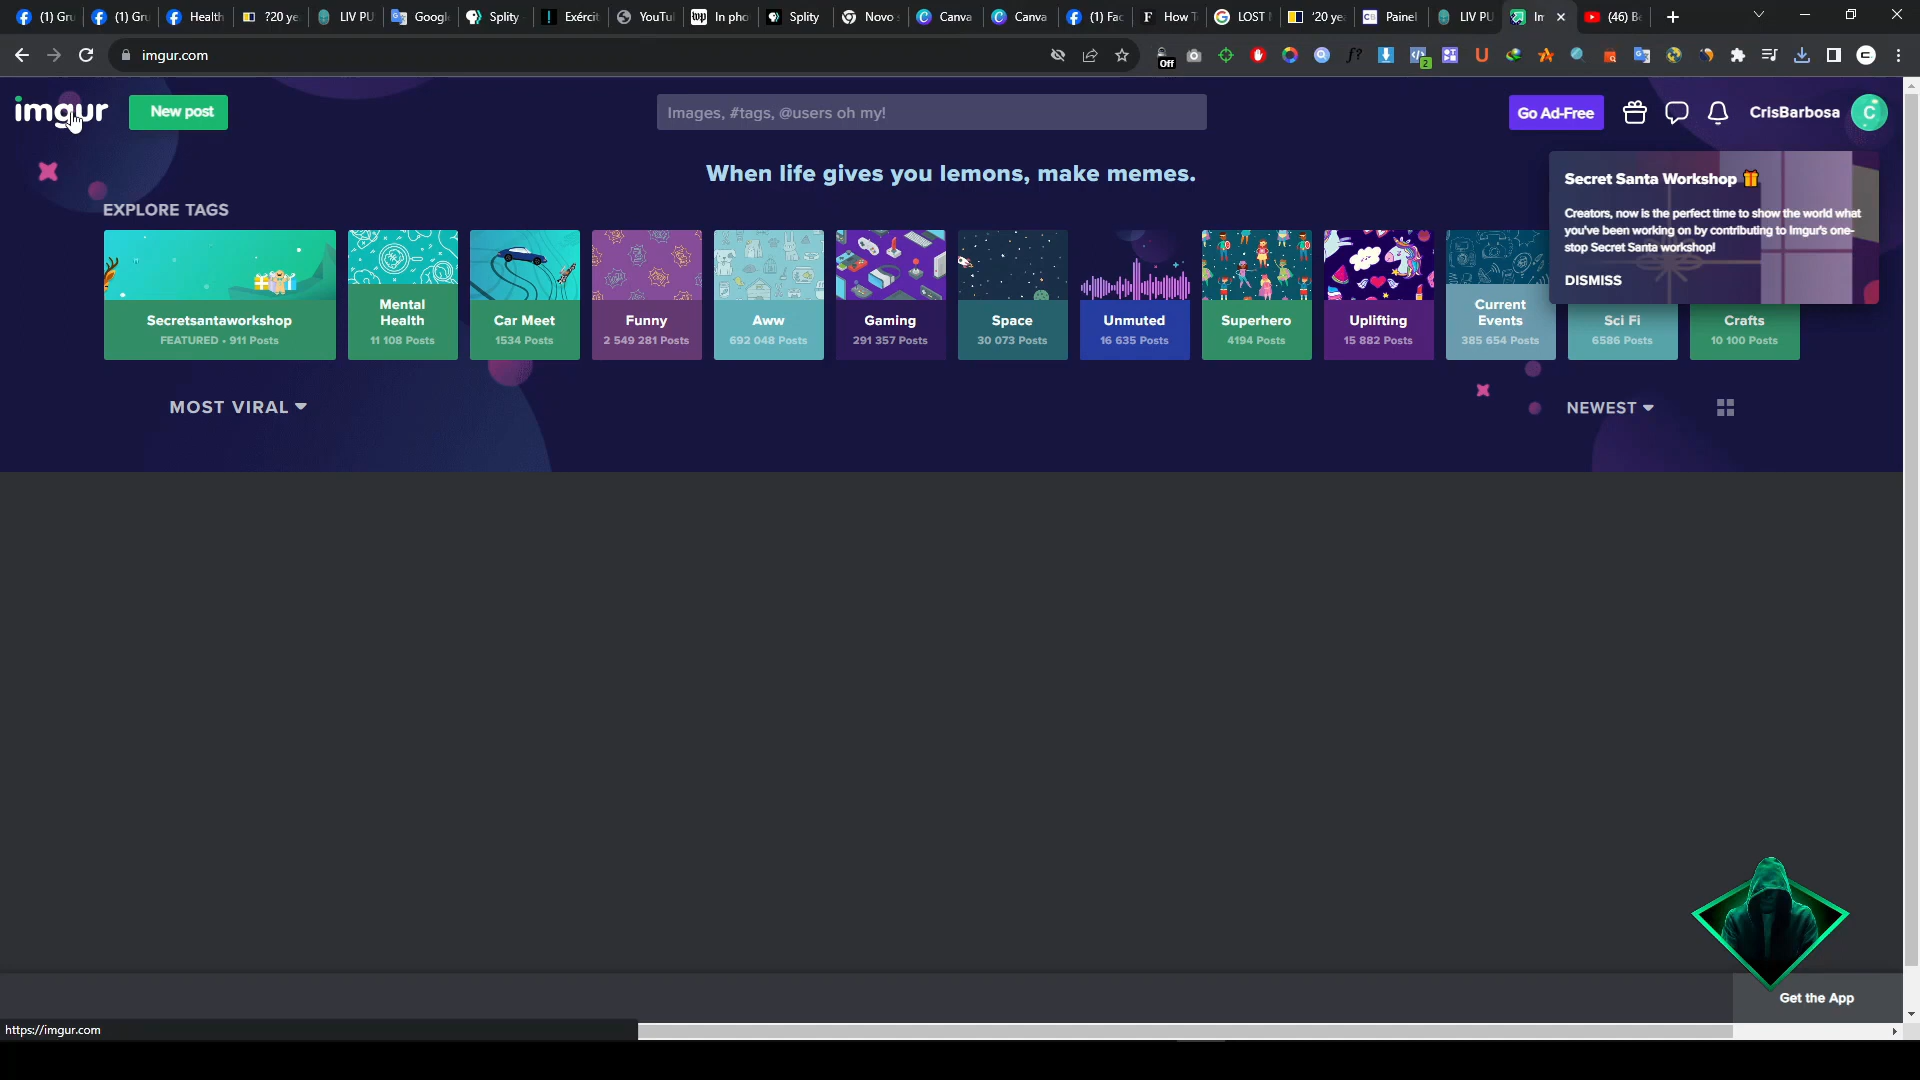 (1) Gru
(1) Gru
Health
?20 ye
LIV PU
Google
Splity
Exércit
YouTu
In pho
Splity
Novo
Canva
Canva
(1) Fac
How T
LOST
'20 ye
Painel
LIV PU
In
(46) Be
imgur.com
Off
2
imgur
New post
Images, #tags, @users oh my!
Go Ad-Free
CrisBarbosa
C
When life gives you lemons, make memes.
Secret Santa Workshop
Creators, now is the perfect time to show the world what
you've been working on by contributing to Imgur's one-
stop Secret Santa workshop!
DISMISS
EXPLORE TAGS
Secretsantaworkshop
FEATURED • 911 Posts
Mental
Health
11 108 Posts
Car Meet
1534 Posts
Funny
2 549 281 Posts
Aww
692 048 Posts
Gaming
291 357 Posts
Space
30 073 Posts
Unmuted
16 635 Posts
Superhero
4194 Posts
Uplifting
15 882 Posts
Current
Events
385 654 Posts
Sci Fi
6586 Posts
Crafts
10 100 Posts
MOST VIRAL
NEWEST
Get the App
https://imgur.com